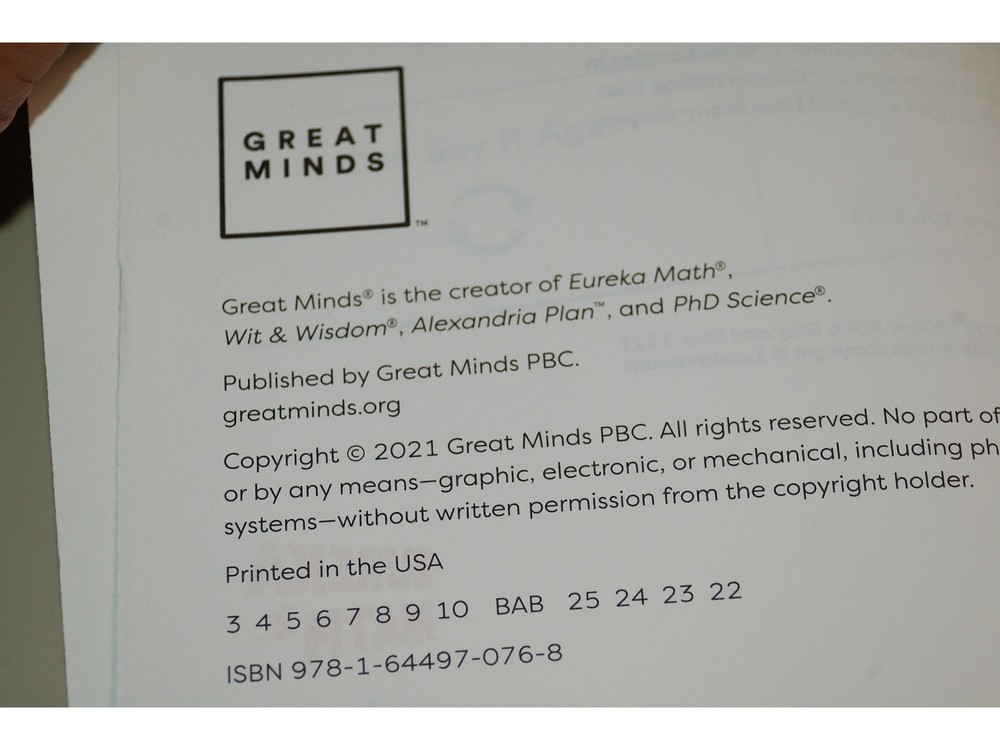 GREAT
MINDS
™
Great Minds® is the creator of Eureka Math®,
Wit & Wisdom®, Alexandria Plan™, and PhD Science®.
Published by Great Minds PBC.
greatminds.org
Copyright © 2021 Great Minds PBC. All rights reserved. No part of
or by any means—graphic, electronic, or mechanical, including ph
systems—without written permission from the copyright holder.
Printed in the USA
3 4 5 6 7 8 9 10 BAB 25 24 23 22
ISBN 978-1-64497-076-8